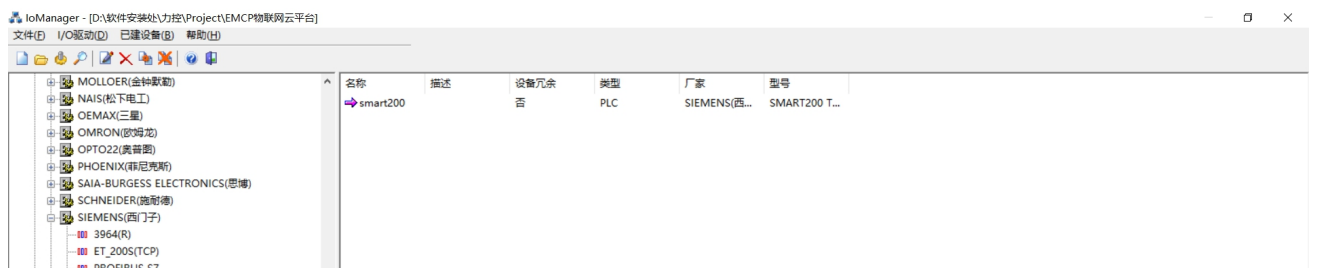 IoManager - [D:\软件安装处\力控\Project\EMCP物联网云平台]
文件(F) I/O驱动(D) 已建设备(B) 帮助(H)
MOLLOER(金钟默勒)
NAIS(松下电工)
OEMAX(三星)
OMRON(欧姆龙)
OPTO22(奥普图)
PHOENIX(菲尼克斯)
SAIA-BURGESS ELECTRONICS(思博)
SCHNEIDER(施耐德)
SIEMENS(西门子)
3964(R)
ET_200S(TCP)
PROFIBUS S7
名称 描述 设备冗余 类型 厂家 型号
smart200 否 PLC SIEMENS(西... SMART200 T...